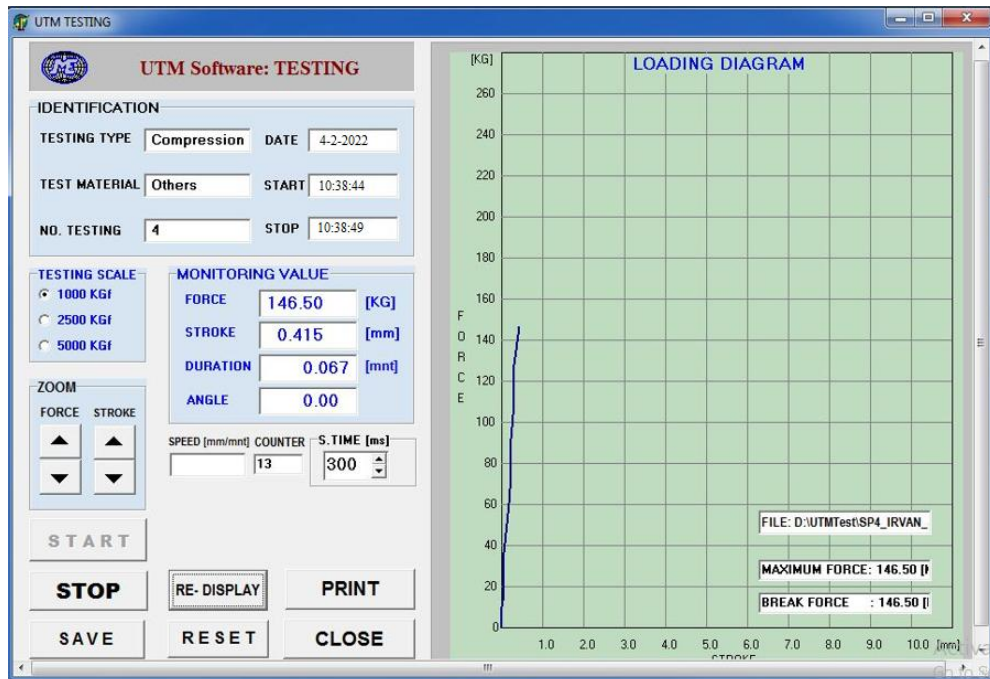 UTM TESTING
ME
UTM Software: TESTING
IDENTIFICATION
TESTING TYPE Compression DATE 4-2-2022
TEST MATERIAL Others START 10:38:44
NO. TESTING 4 STOP 10:38:49
TESTING SCALE
1000 KGf
2500 KGf
5000 KGf
MONITORING VALUE
FORCE 146.50 [KG]
STROKE 0.415 [mm]
DURATION 0.067 [mnt]
ANGLE 0.00
ZOOM
FORCE STROKE
SPEED [mm/mnt] COUNTER S.TIME [ms]
13 300
START
STOP RE- DISPLAY PRINT
SAVE RESET CLOSE
[KG] LOADING DIAGRAM
260
240
220
200
180
160
140
120
100
80
60
40
20
0
FORCE
FILE: D:\UTMTest\SP4_IRVAN_
MAXIMUM FORCE: 146.50 [
BREAK FORCE : 146.50 [
1.0 2.0 3.0 4.0 5.0 6.0 7.0 8.0 9.0 10.0 [mm]
STROKE